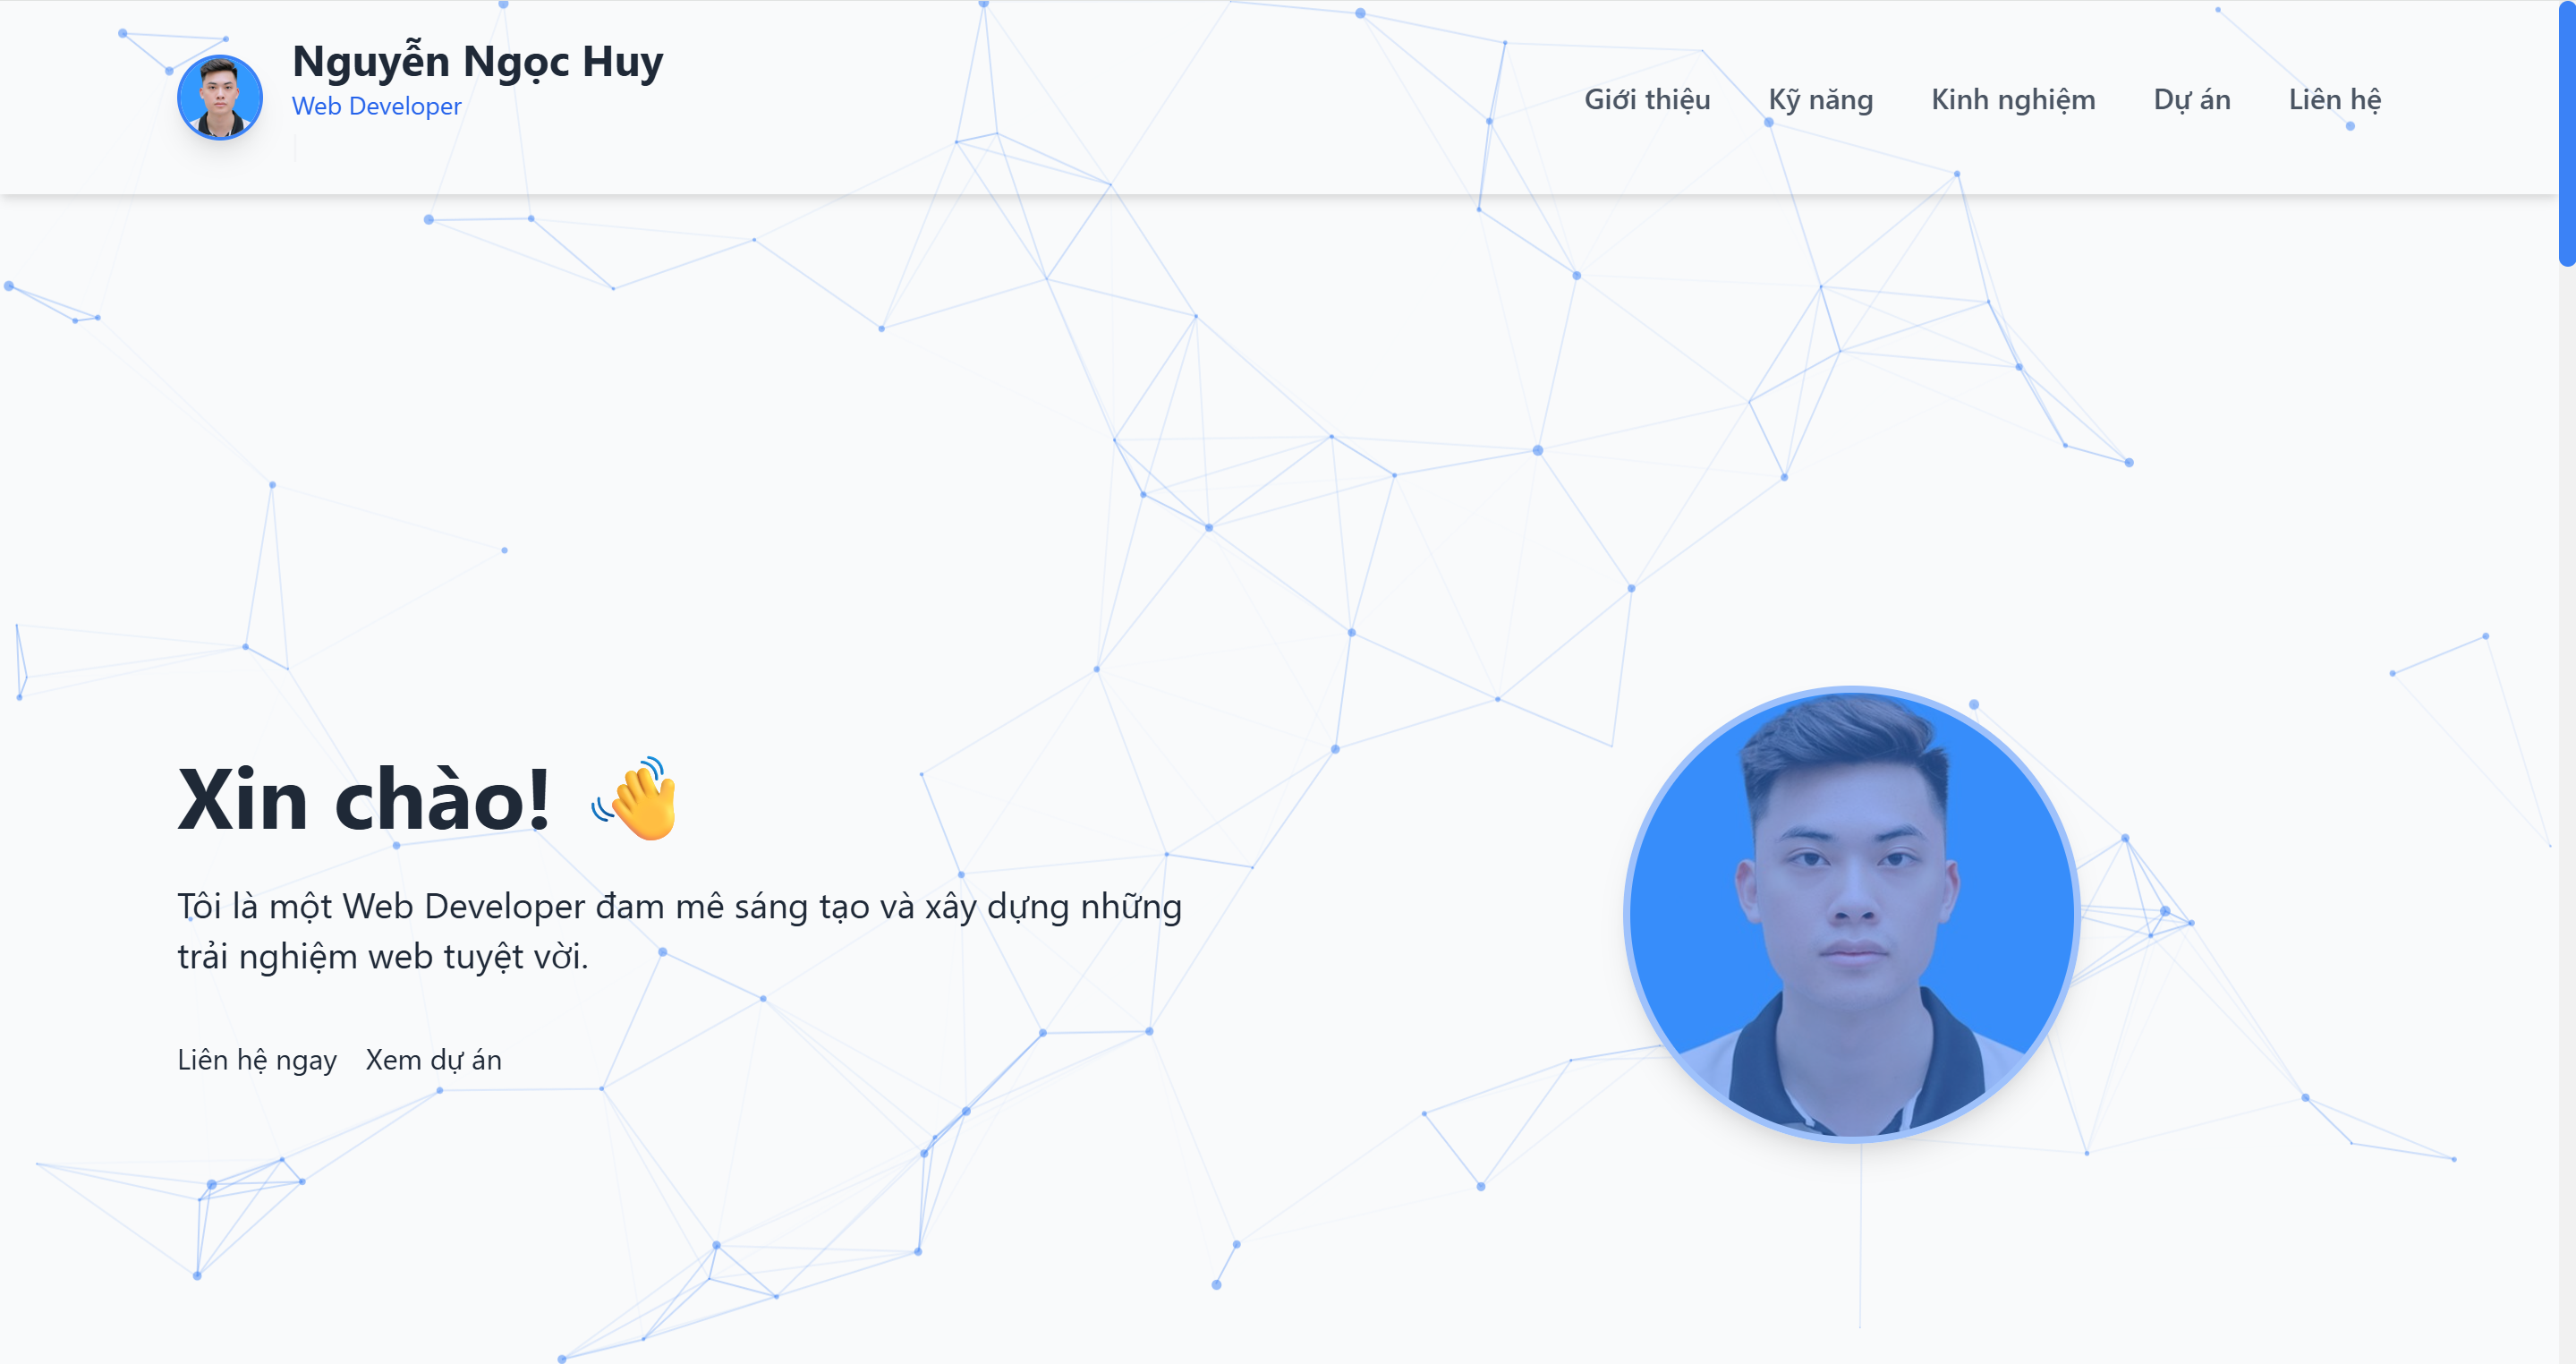 Nguyễn Ngọc Huy
Web Developer
Giới thiệu
Kỹ năng
Kinh nghiệm
Dự án
Liên hệ
Xin chào! 👋
Tôi là một Web Developer đam mê sáng tạo và xây dựng những
trải nghiệm web tuyệt vời.
Liên hệ ngay
Xem dự án